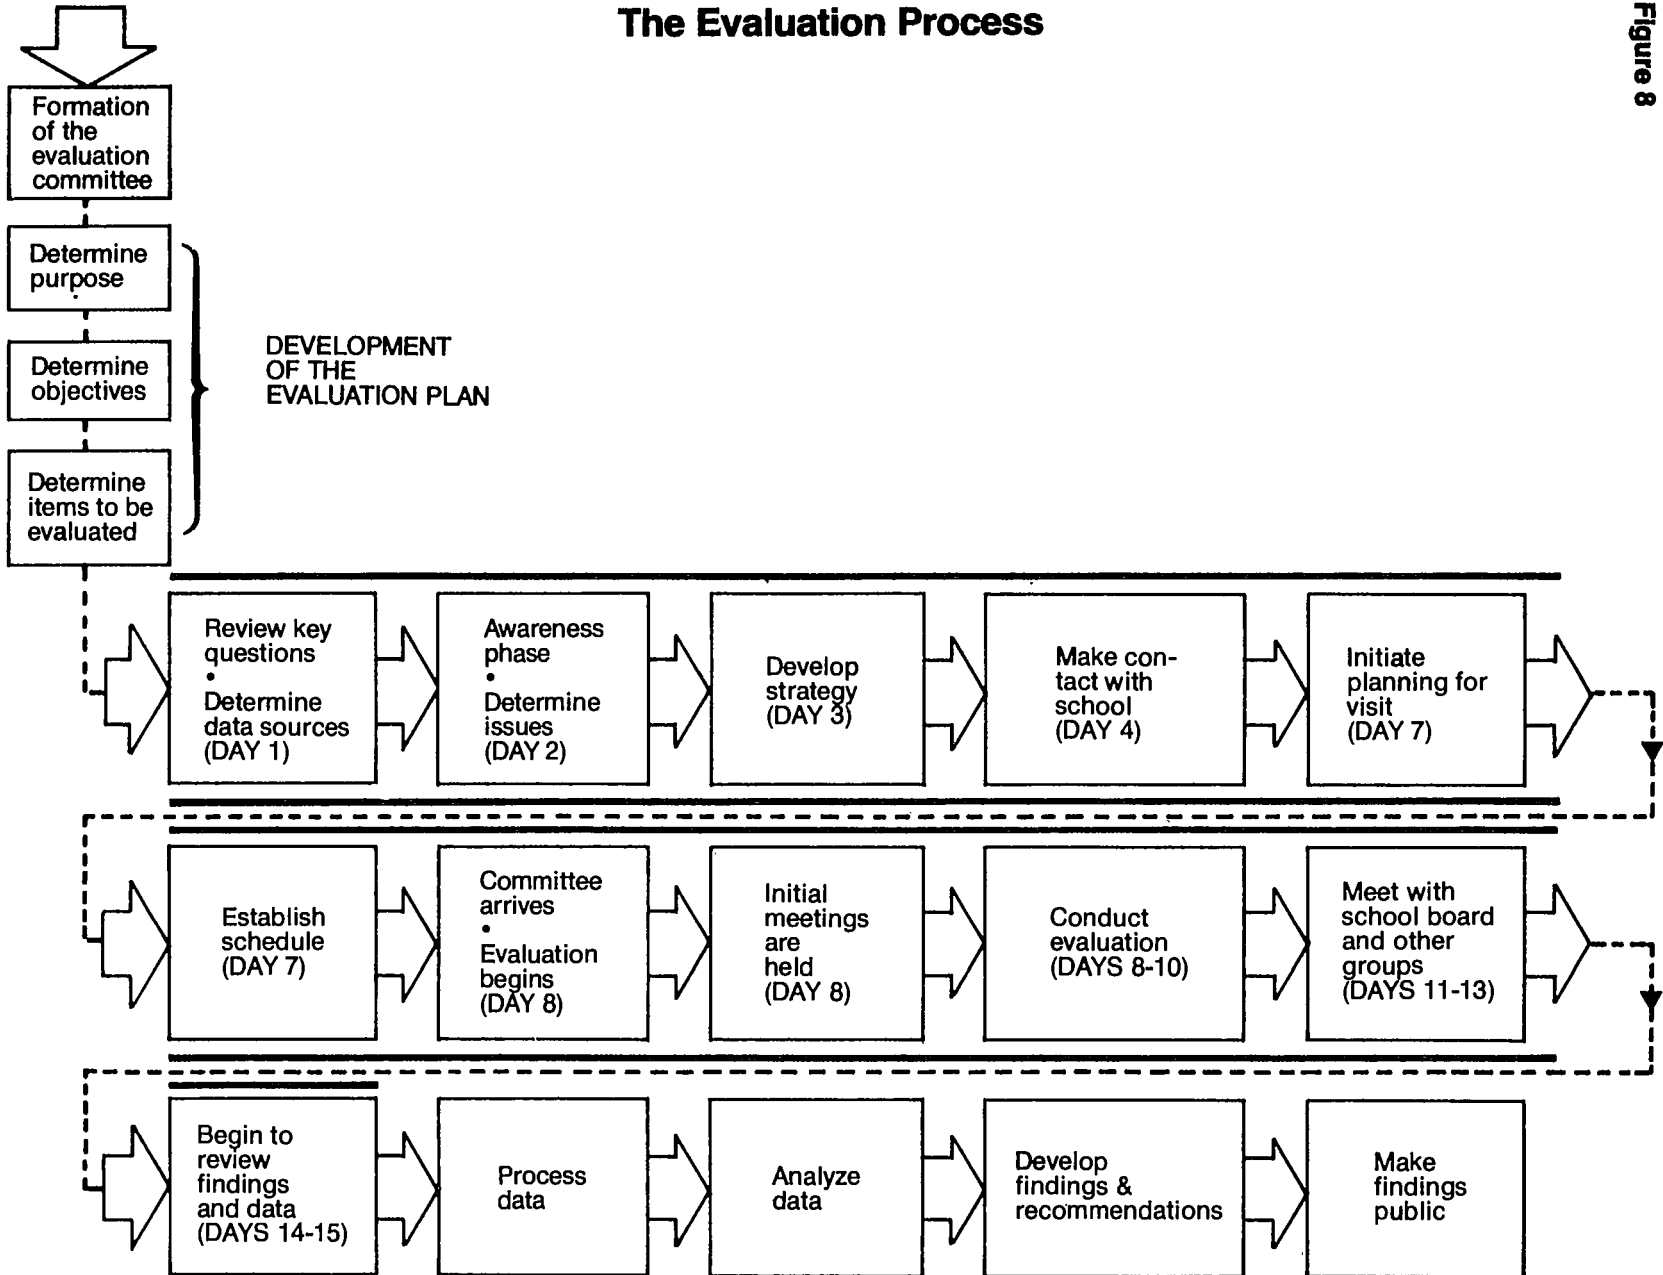 The Evaluation Process
Figure 8
Formation
of the
evaluation
committee
Determine
purpose
Determine
objectives
Determine
items to be
evaluated
DEVELOPMENT
OF THE
EVALUATION PLAN
Review key
questions
•
Determine
data sources
(DAY 1)
Awareness
phase
•
Determine
issues
(DAY 2)
Develop
strategy
(DAY 3)
Make con-
tact with
school
(DAY 4)
Initiate
planning for
visit
(DAY 7)
Establish
schedule
(DAY 7)
Committee
arrives
•
Evaluation
begins
(DAY 8)
Initial
meetings
are
held
(DAY 8)
Conduct
evaluation
(DAYS 8-10)
Meet with
school board
and other
groups
(DAYS 11-13)
Begin to
review
findings
and data
(DAYS 14-15)
Process
data
Analyze
data
Develop
findings &
recommendations
Make
findings
public